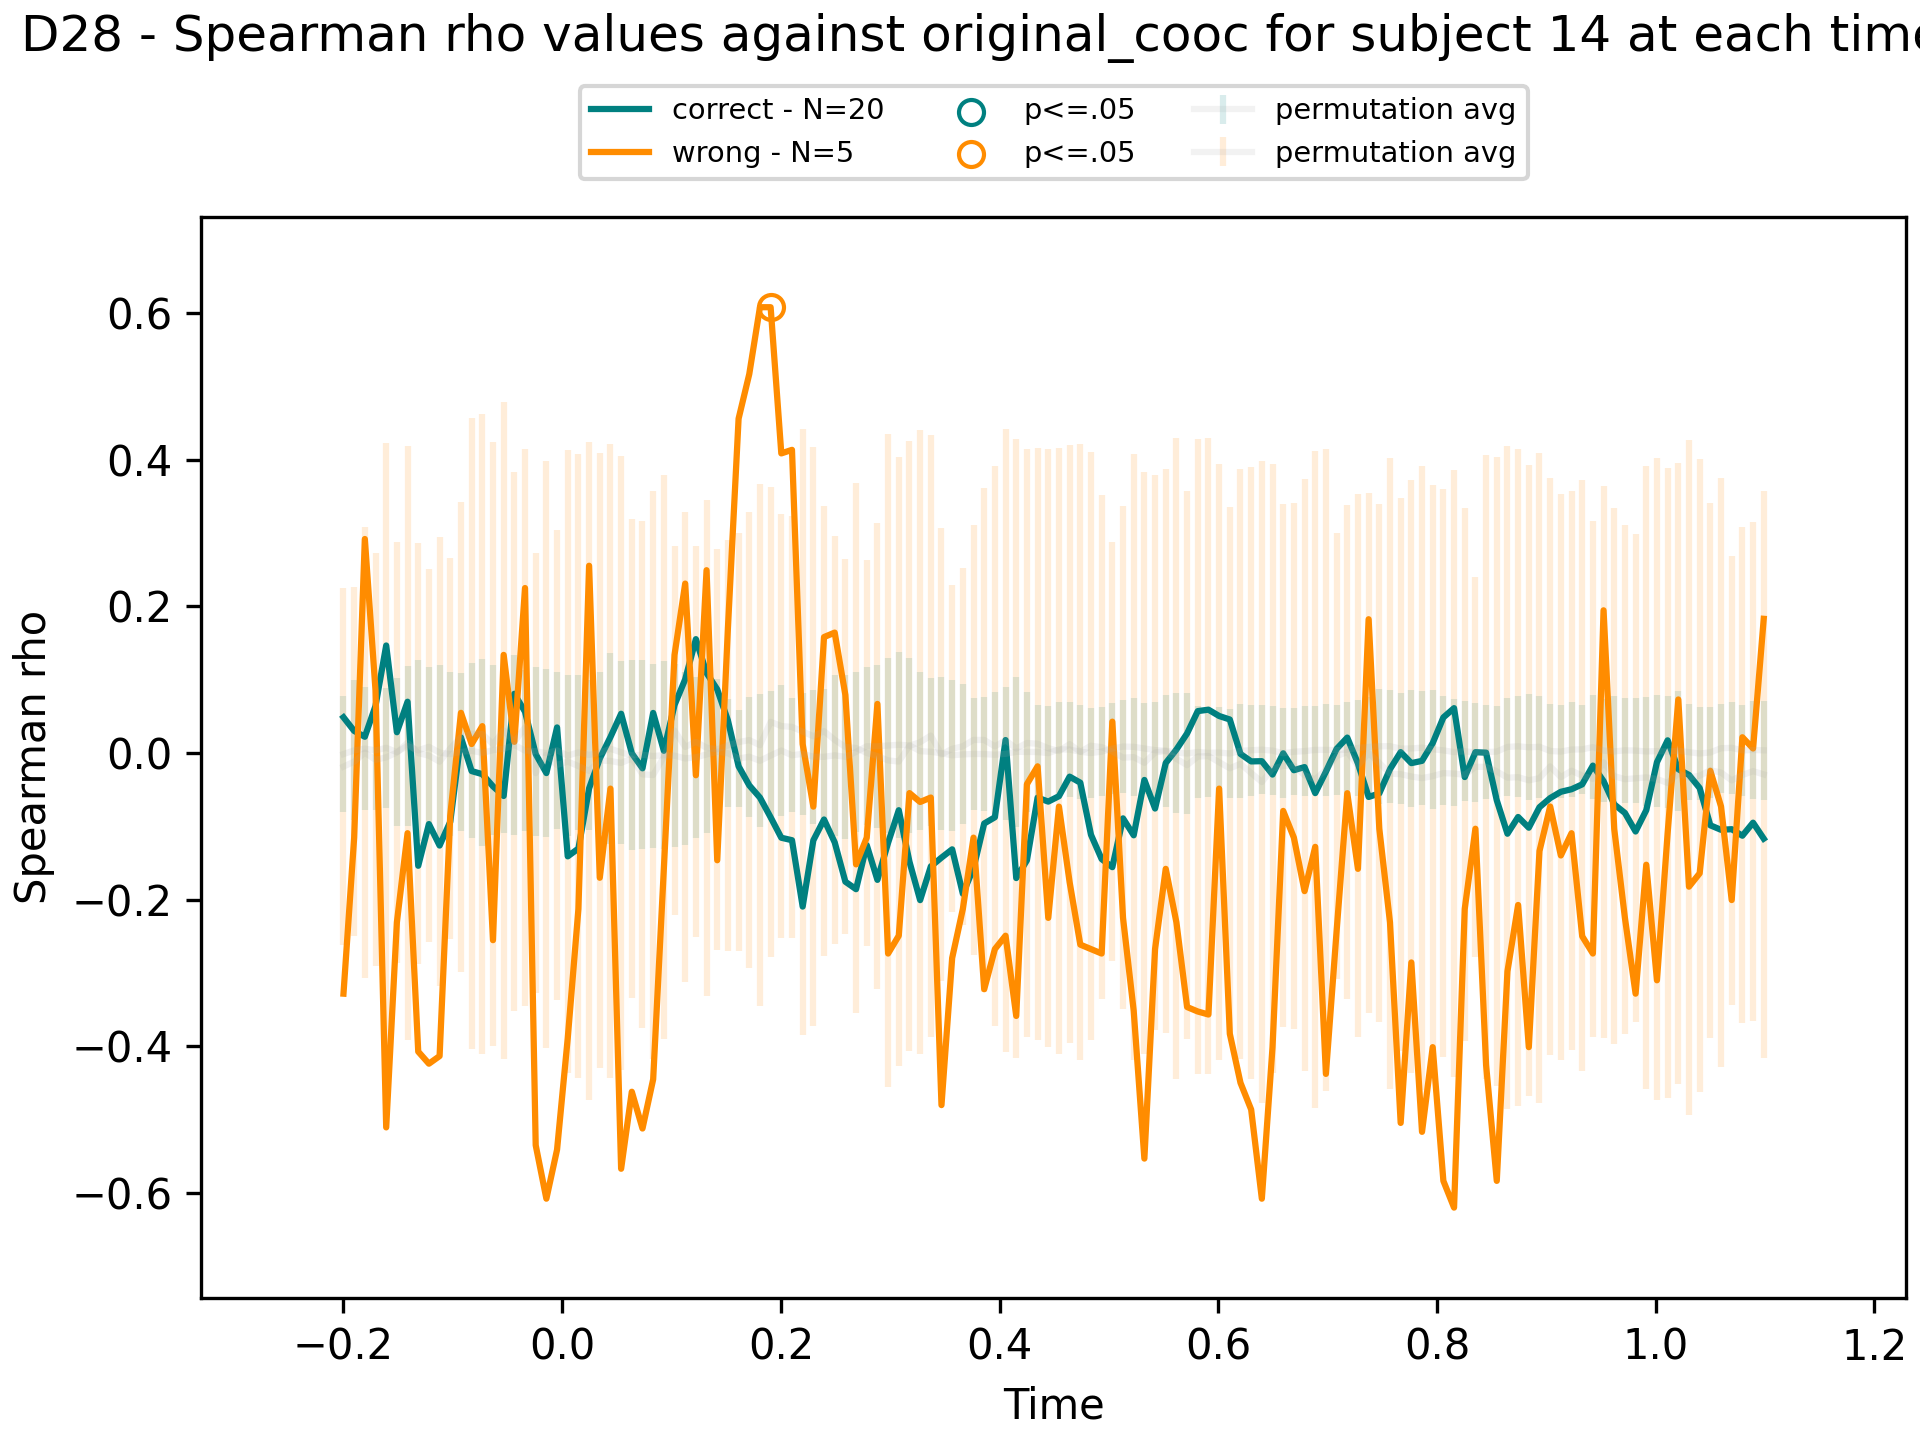 D28 - Spearman rho values against original_cooc for subject 14 at each time
correct - N=20
wrong - N=5
p<=.05
p<=.05
permutation avg
permutation avg
0.6
0.4
0.2
0.0
−0.2
−0.4
−0.6
Spearman rho
−0.2 0.0 0.2 0.4 0.6 0.8 1.0 1.2
Time